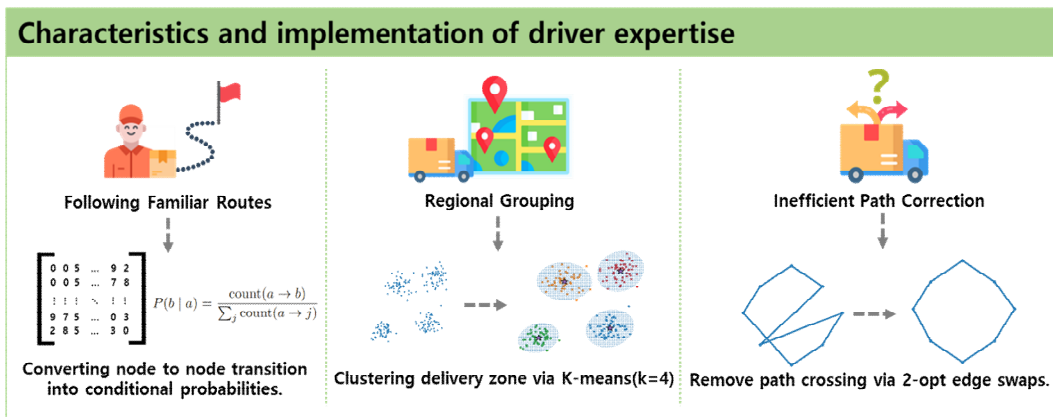 Characteristics and implementation of driver expertise
?
Following Familiar Routes
0 0 5 ... 9 2
0 0 5 ... 7 8
⋮ ⋮ ⋮ ⋱ ⋮ ⋮
9 7 5 ... 0 3
2 8 5 ... 3 0
P(b | a) = count(a → b) / ∑_j count(a → j)
Converting node to node transition
into conditional probabilities.
Regional Grouping
Clustering delivery zone via K-means(k=4)
Inefficient Path Correction
Remove path crossing via 2-opt edge swaps.